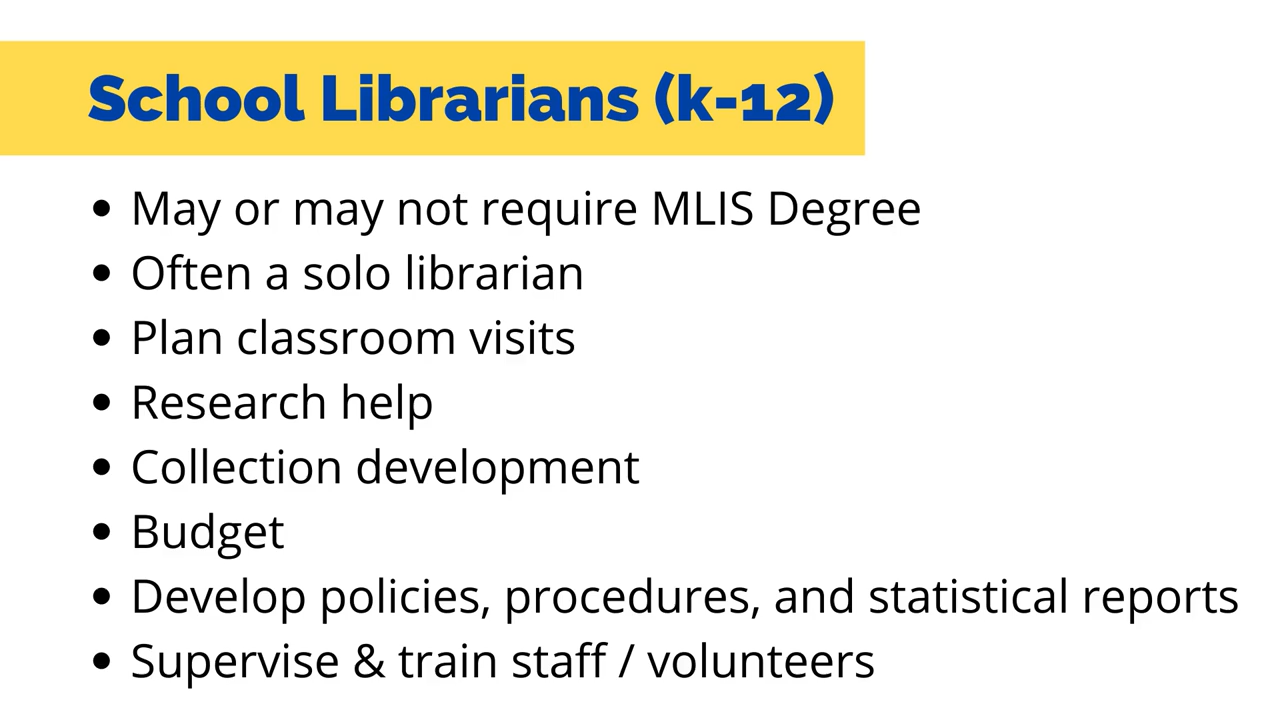 School Librarians (k-12)
• May or may not require MLIS Degree
• Often a solo librarian
• Plan classroom visits
• Research help
• Collection development
• Budget
• Develop policies, procedures, and statistical reports
• Supervise & train staff / volunteers